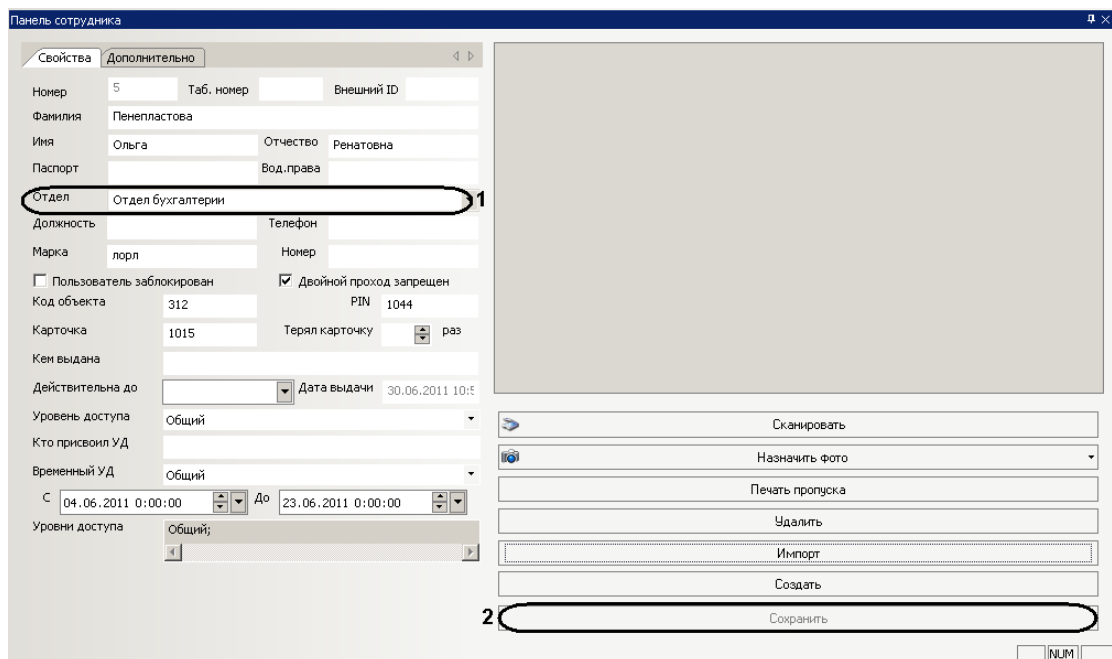 Панель сотрудника
Свойства Дополнительно
Номер 5 Таб. номер Внешний ID
Фамилия Пенепластова
Имя Ольга Отчество Ренатовна
Паспорт Вод.права
Отдел Отдел бухгалтерии 1
Должность Телефон
Марка лорл Номер
Пользователь заблокирован Двойной проход запрещен
Код объекта 312 PIN 1044
Карточка 1015 Терял карточку раз
Кем выдана
Действительна до Дата выдачи 30.06.2011 10:5
Уровень доступа Общий
Кто присвоил УД
Временный УД Общий
С 04.06.2011 0:00:00 До 23.06.2011 0:00:00
Уровни доступа Общий;
Сканировать
Назначить фото
Печать пропуска
Удалить
Импорт
Создать
2 Сохранить
NUM